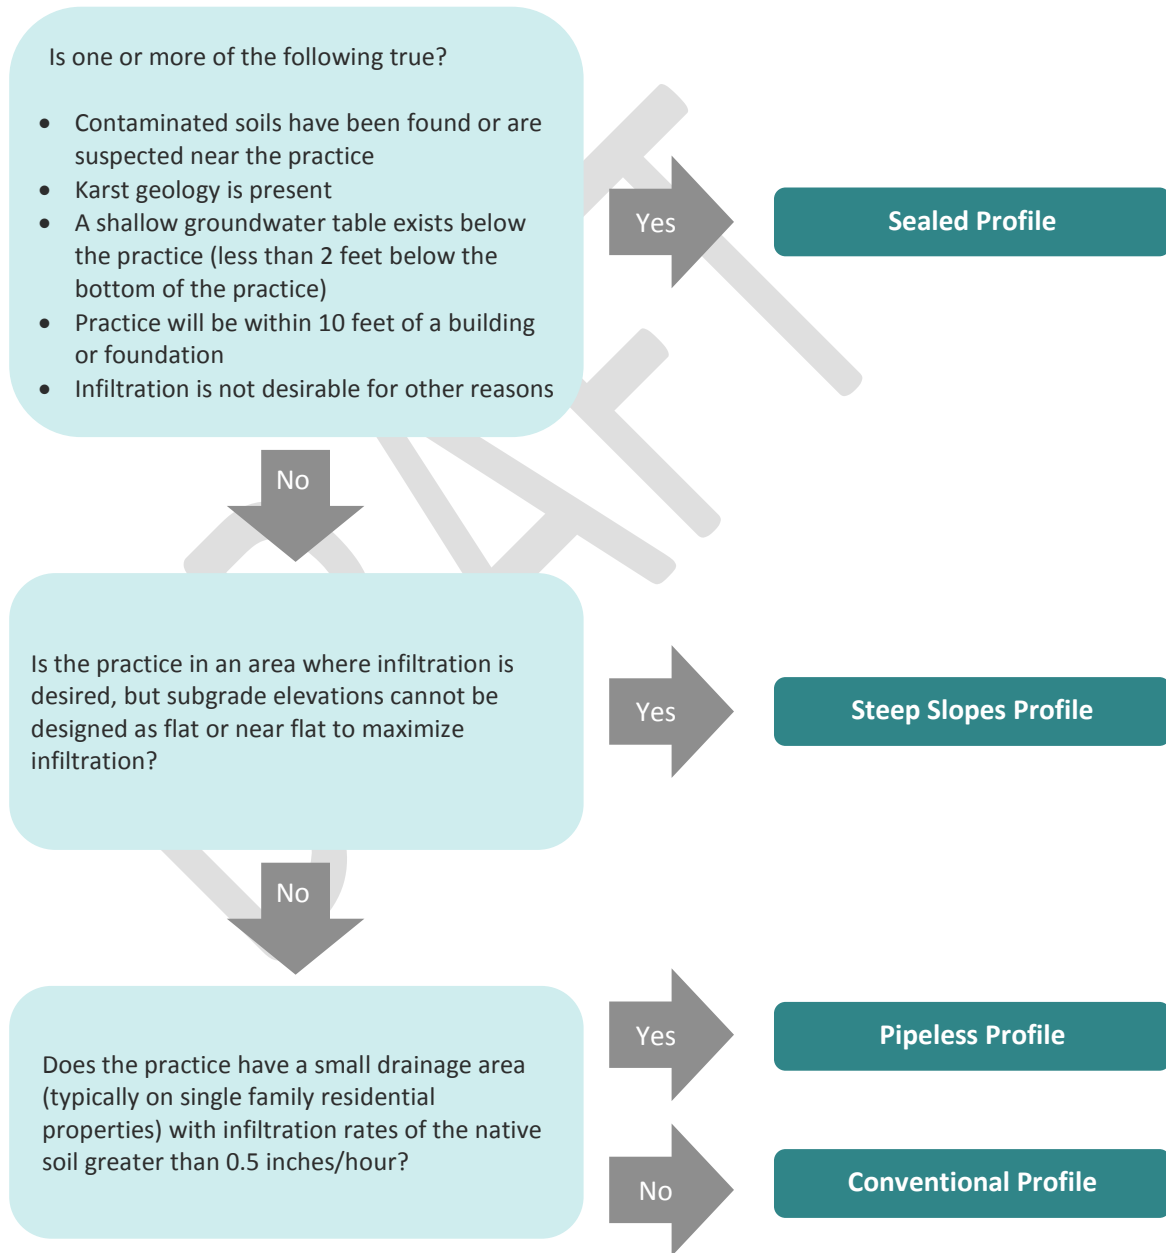 Is one or more of the following true?
• Contaminated soils have been found or are
suspected near the practice
• Karst geology is present
• A shallow groundwater table exists below
the practice (less than 2 feet below the
bottom of the practice)
• Practice will be within 10 feet of a building
or foundation
• Infiltration is not desirable for other reasons
Yes
Sealed Profile
No
Is the practice in an area where infiltration is
desired, but subgrade elevations cannot be
designed as flat or near flat to maximize
infiltration?
Yes
Steep Slopes Profile
No
Does the practice have a small drainage area
(typically on single family residential
properties) with infiltration rates of the native
soil greater than 0.5 inches/hour?
Yes
Pipeless Profile
No
Conventional Profile
DRAFT